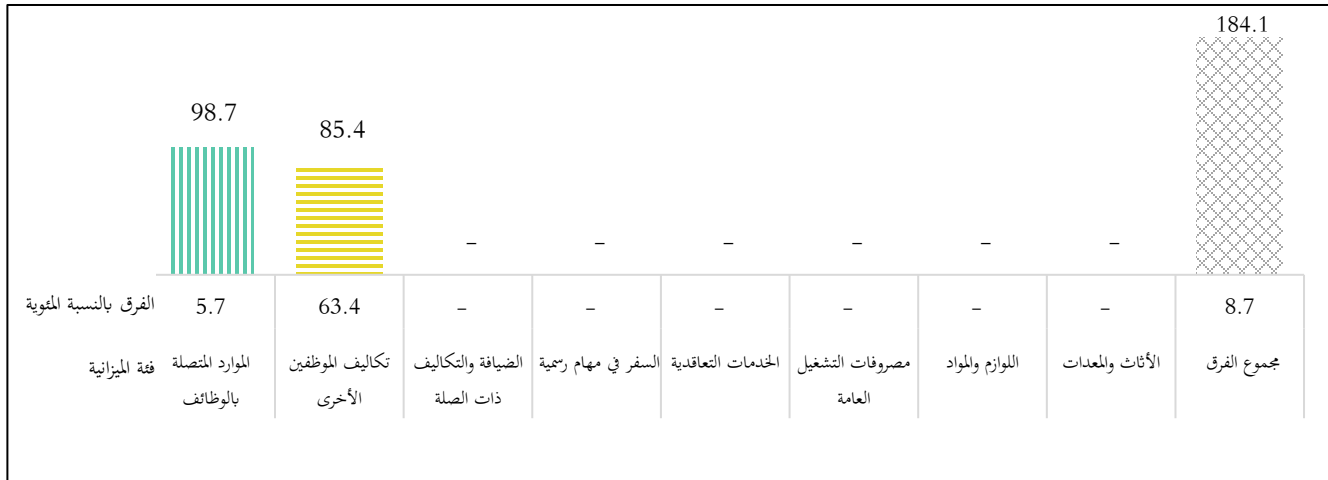 184.1
98.7
85.4
– – – – – –
الفرق بالنسبة المئوية 5.7 63.4 – – – – – – 8.7
فئة الميزانية
الموارد المتصلة
بالوظائف
تكاليف الموظفين
الأخرى
الضيافة والتكاليف
ذات الصلة
السفر في مهام رسمية
الخدمات التعاقدية
مصروفات التشغيل
العامة
اللوازم والمواد
الأثاث والمعدات
مجموع الفرق